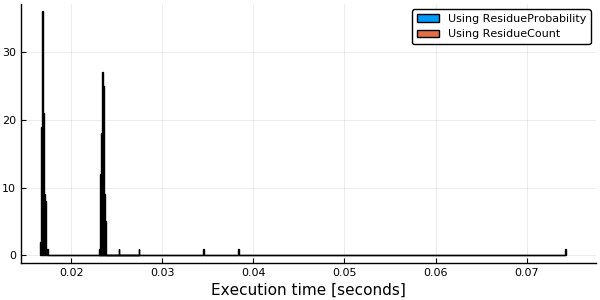 Using ResidueProbability
Using ResidueCount
30
20
10
0
0.02 0.03 0.04 0.05 0.06 0.07
Execution time [seconds]